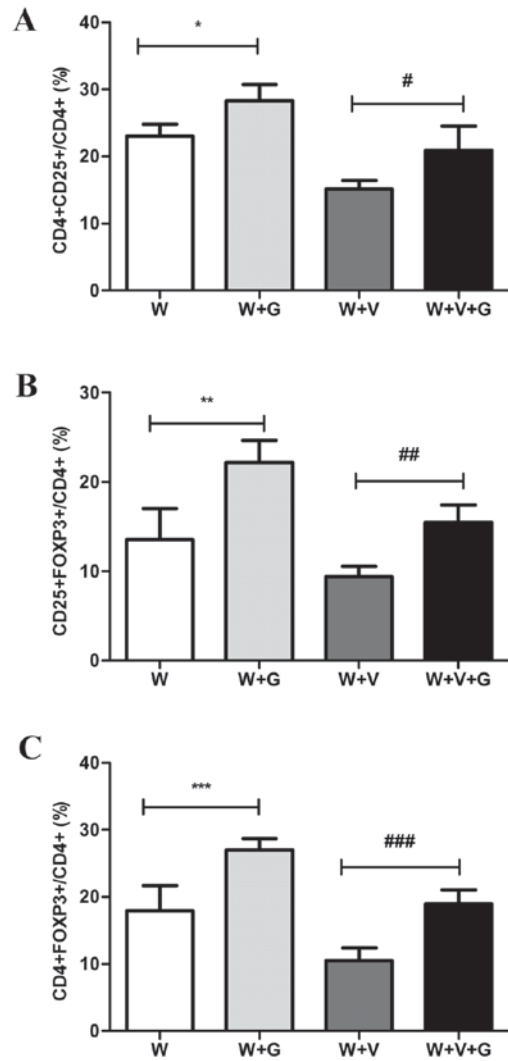 A
CD4+CD25+/CD4+ (%)
40
30
20
10
0
*
#
W W+G W+V W+V+G
B
CD25+FOXP3+/CD4+ (%)
30
20
10
0
**
##
W W+G W+V W+V+G
C
CD4+FOXP3+/CD4+ (%)
40
30
20
10
0
***
###
W W+G W+V W+V+G